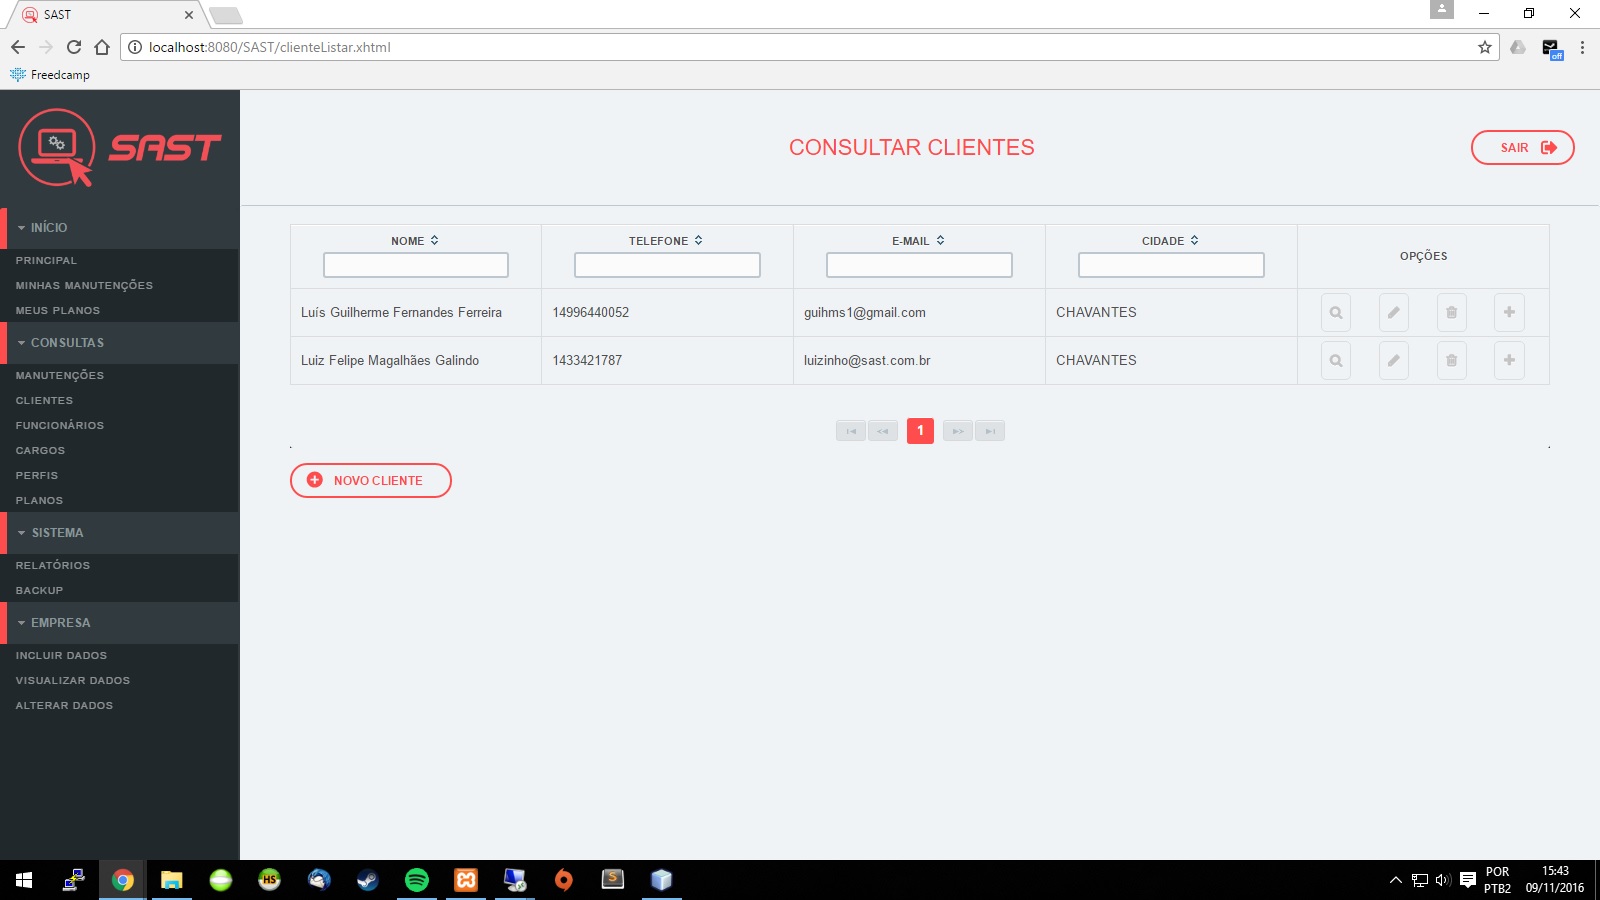 SAST
localhost:8080/SAST/clienteListar.xhtml
off
Freedcamp
SAST
CONSULTAR CLIENTES
SAIR
INÍCIO
PRINCIPAL
MINHAS MANUTENÇÕES
MEUS PLANOS
CONSULTAS
MANUTENÇÕES
CLIENTES
FUNCIONÁRIOS
CARGOS
PERFIS
PLANOS
SISTEMA
RELATÓRIOS
BACKUP
EMPRESA
INCLUIR DADOS
VISUALIZAR DADOS
ALTERAR DADOS
NOME TELEFONE E-MAIL CIDADE OPÇÕES
Luís Guilherme Fernandes Ferreira 14996440052 guihms1@gmail.com CHAVANTES
Luiz Felipe Magalhães Galindo 1433421787 luizinho@sast.com.br CHAVANTES
1
NOVO CLIENTE
HS
S
POR
PTB2
15:43
09/11/2016